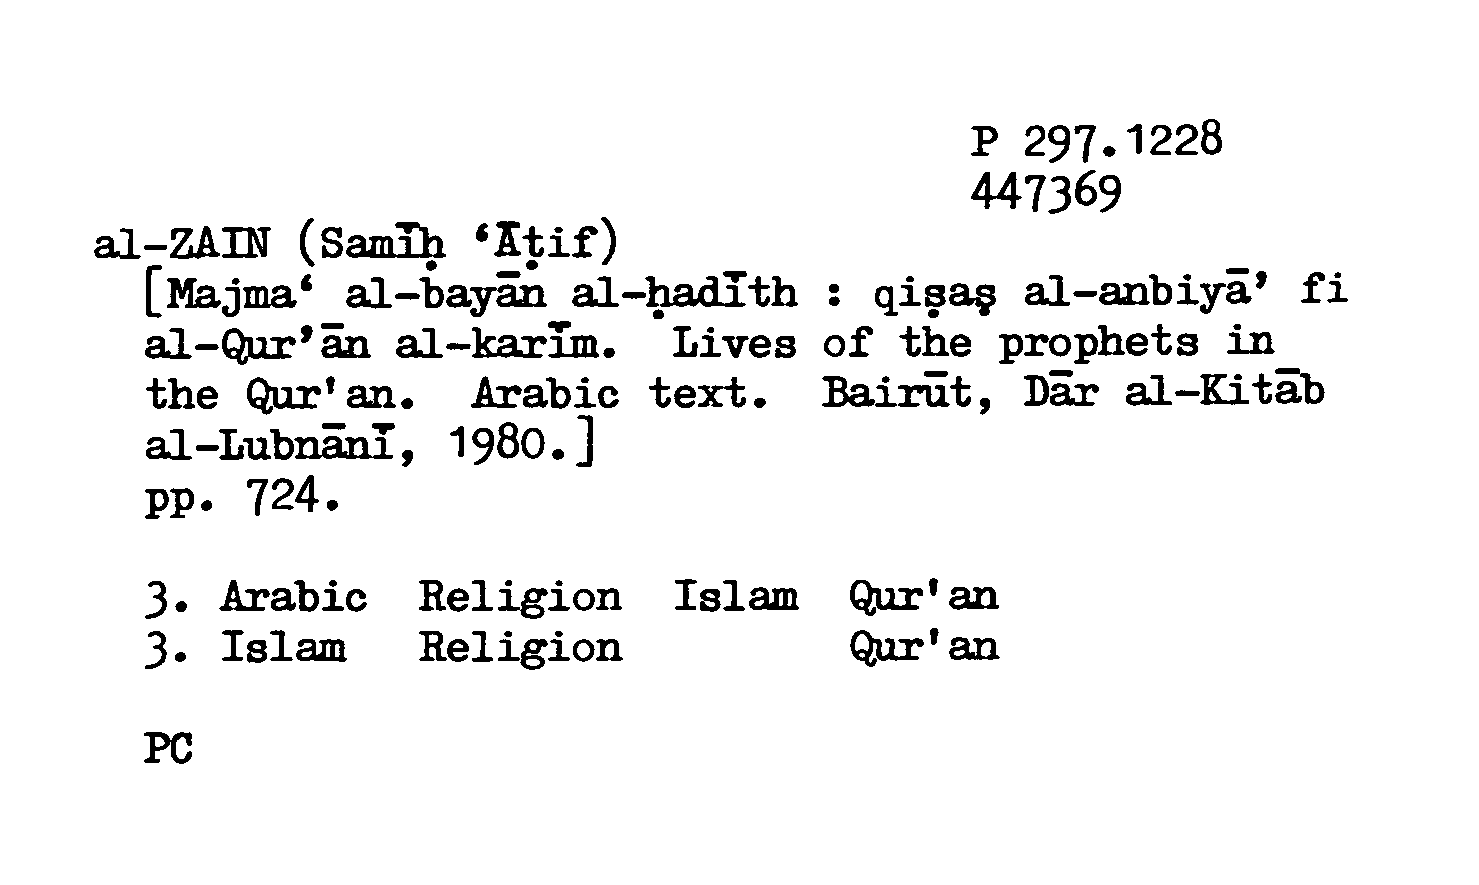 P 297.1228
447369
al-ZAIN (Samīḥ ‘Āṭif)
[Majma‘ al-bayān al-ḥadīth : qiṣaṣ al-anbiyā’ fi
al-Qur’ān al-karīm. Lives of the prophets in
the Qur'an. Arabic text. Bairūt, Dār al-Kitāb
al-Lubnānī, 1980.]
pp. 724.
3. Arabic Religion Islam Qur'an
3. Islam Religion Qur'an
PC